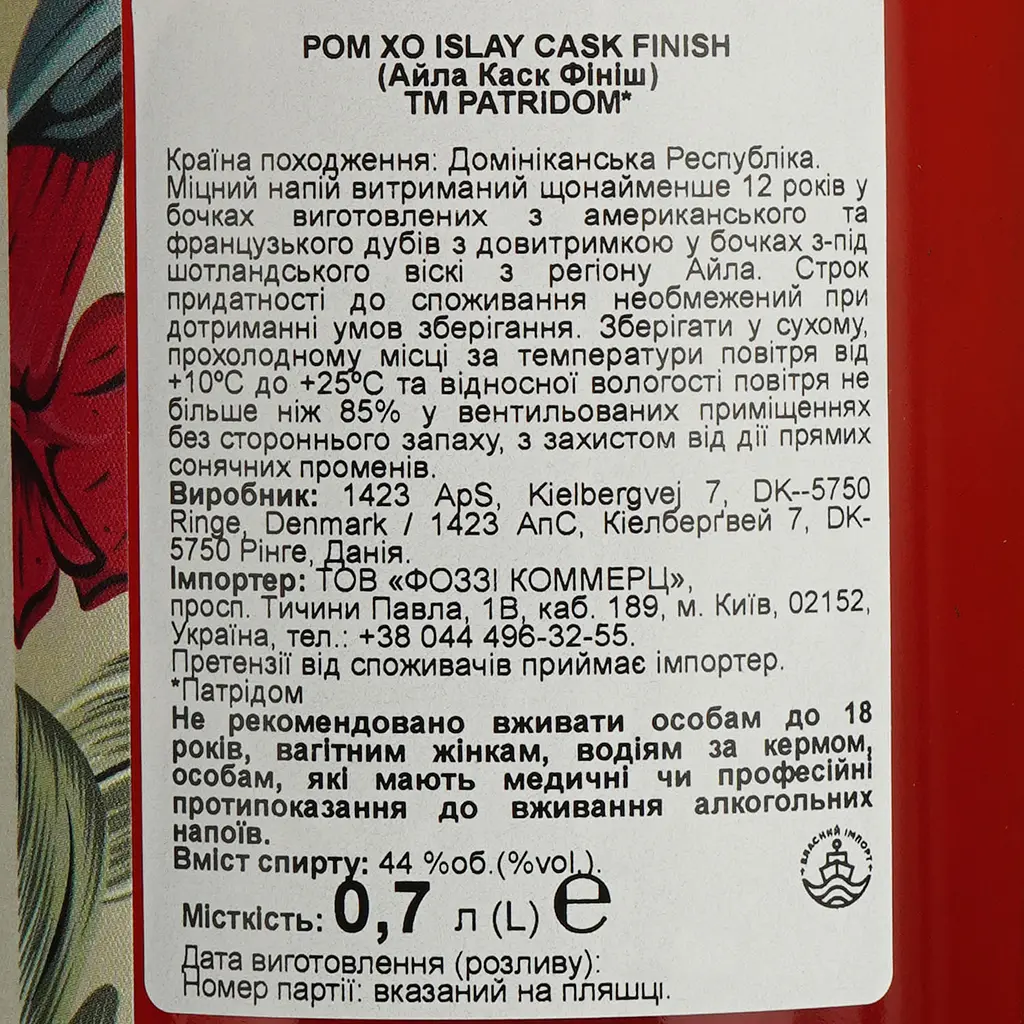 РОМ ХО ISLAY CASK FINISH
(Айла Каск Фініш)
ТМ PATRIDOM*
Країна походження: Домініканська Республіка.
Міцний напій витриманий щонайменше 12 років у
бочках виготовлених з американського та
французького дубів з довитримкою у бочках з-під
шотландського віскі з регіону Айла. Строк
придатності до споживання необмежений при
дотриманні умов зберігання. Зберігати у сухому,
прохолодному місці за температури повітря від
+10ºС до +25ºС та відносної вологості повітря не
більше ніж 85% у вентильованих приміщеннях
без стороннього запаху, з захистом від дії прямих
сонячних променів.
Виробник: 1423 ApS, Kielbergvej 7, DK--5750
Ringe, Denmark / 1423 АпС, Кіелберґвей 7, DK-
5750 Рінге, Данія.
Імпортер: ТОВ «ФОЗЗІ КОММЕРЦ»,
просп. Тичини Павла, 1В, каб. 189, м. Київ, 02152,
Україна, тел.: +38 044 496-32-55.
Претензії від споживачів приймає імпортер.
*Патрідом
Не рекомендовано вживати особам до 18
років, вагітним жінкам, водіям за кермом,
особам, які мають медичні чи професійні
протипоказання до вживання алкогольних
напоїв.
Вміст спирту: 44 %об.(%vol.).
Місткість: 0,7 л (L) e
ВЛАСНИЙ ІМПОРТ
Дата виготовлення (розливу):
Номер партії: вказаний на пляшці.